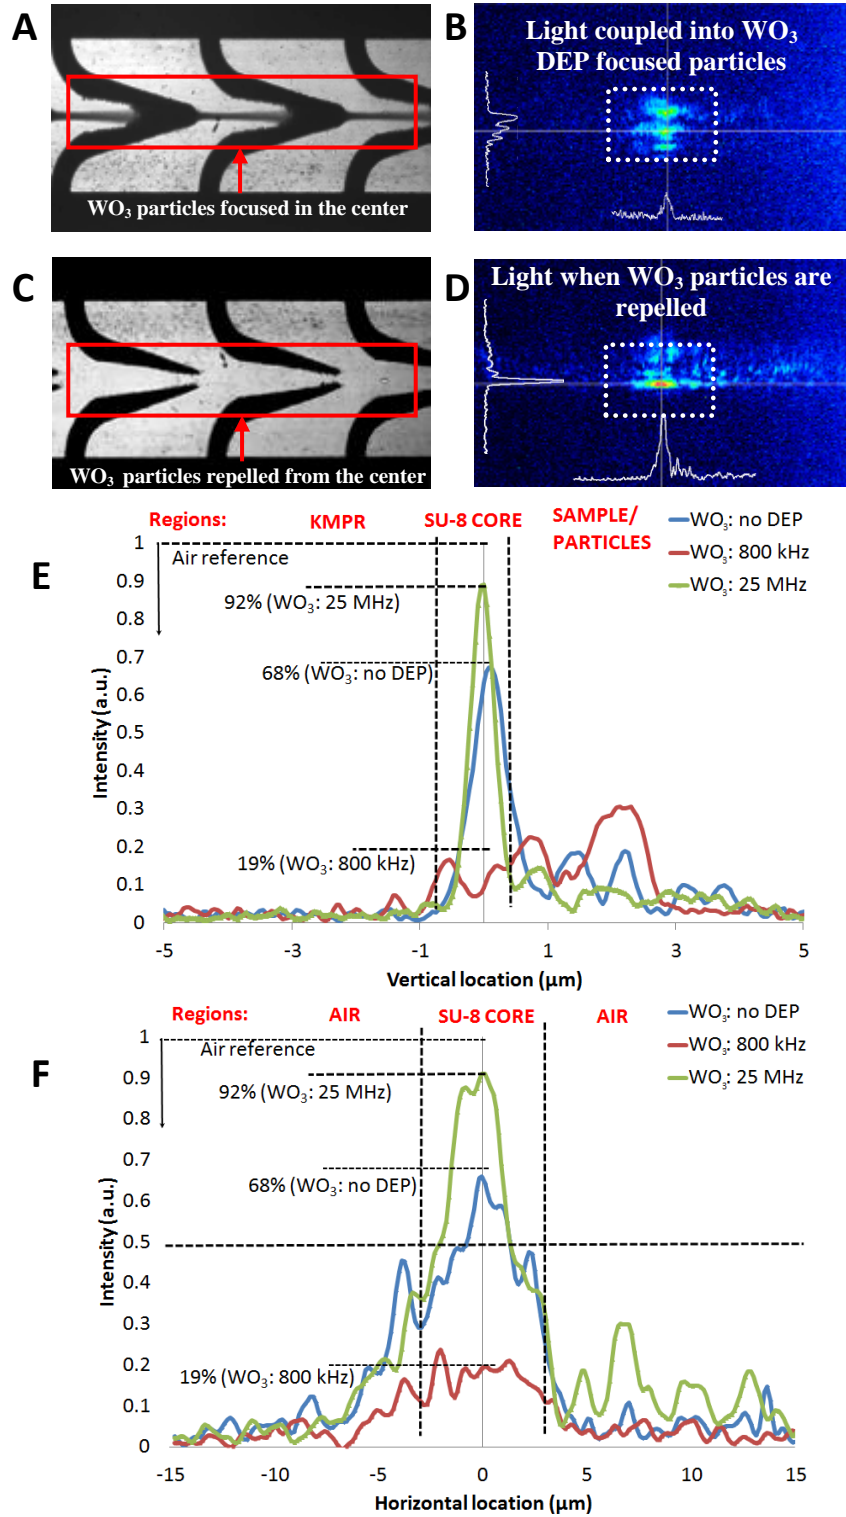 A
WO₃ particles focused in the center
B
Light coupled into WO₃
DEP focused particles
C
WO₃ particles repelled from the center
D
Light when WO₃ particles are
repelled
E
Regions:
KMPR
SU-8 CORE
SAMPLE/
PARTICLES
WO₃: no DEP
WO₃: 800 kHz
WO₃: 25 MHz
Air reference
92% (WO₃: 25 MHz)
68% (WO₃: no DEP)
19% (WO₃: 800 kHz)
Intensity (a.u.)
1
0.9
0.8
0.7
0.6
0.5
0.4
0.3
0.2
0.1
0
-5
-3
-1
1
3
5
Vertical location (µm)
F
Regions:
AIR
SU-8 CORE
AIR
WO₃: no DEP
WO₃: 800 kHz
WO₃: 25 MHz
Air reference
92% (WO₃: 25 MHz)
68% (WO₃: no DEP)
19% (WO₃: 800 kHz)
Intensity (a.u.)
1
0.9
0.8
0.7
0.6
0.5
0.4
0.3
0.2
0.1
0
-15
-10
-5
0
5
10
15
Horizontal location (µm)